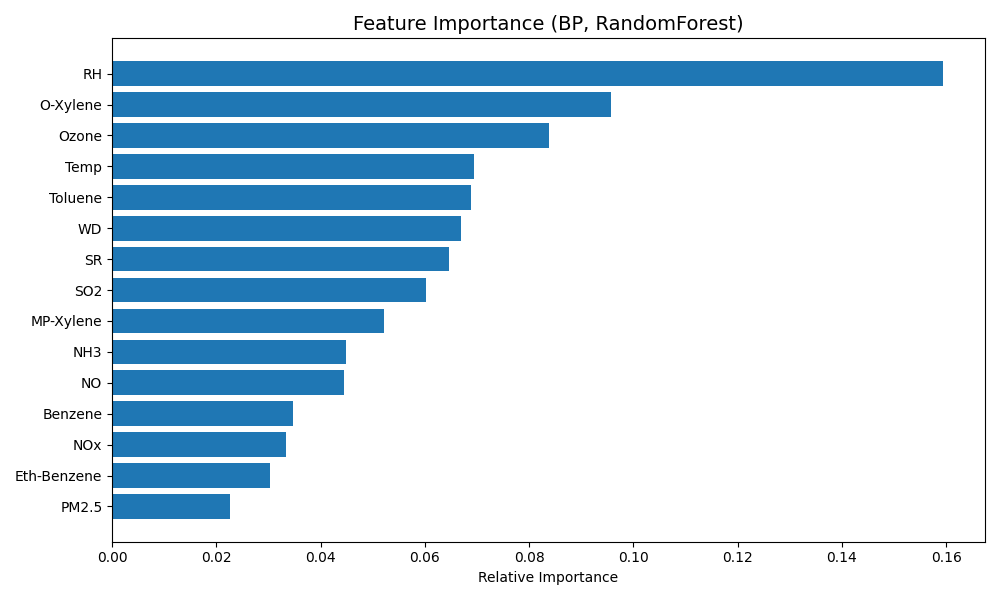 Feature Importance (BP, RandomForest)
RH
O-Xylene
Ozone
Temp
Toluene
WD
SR
SO2
MP-Xylene
NH3
NO
Benzene
NOx
Eth-Benzene
PM2.5
0.00 0.02 0.04 0.06 0.08 0.10 0.12 0.14 0.16
Relative Importance